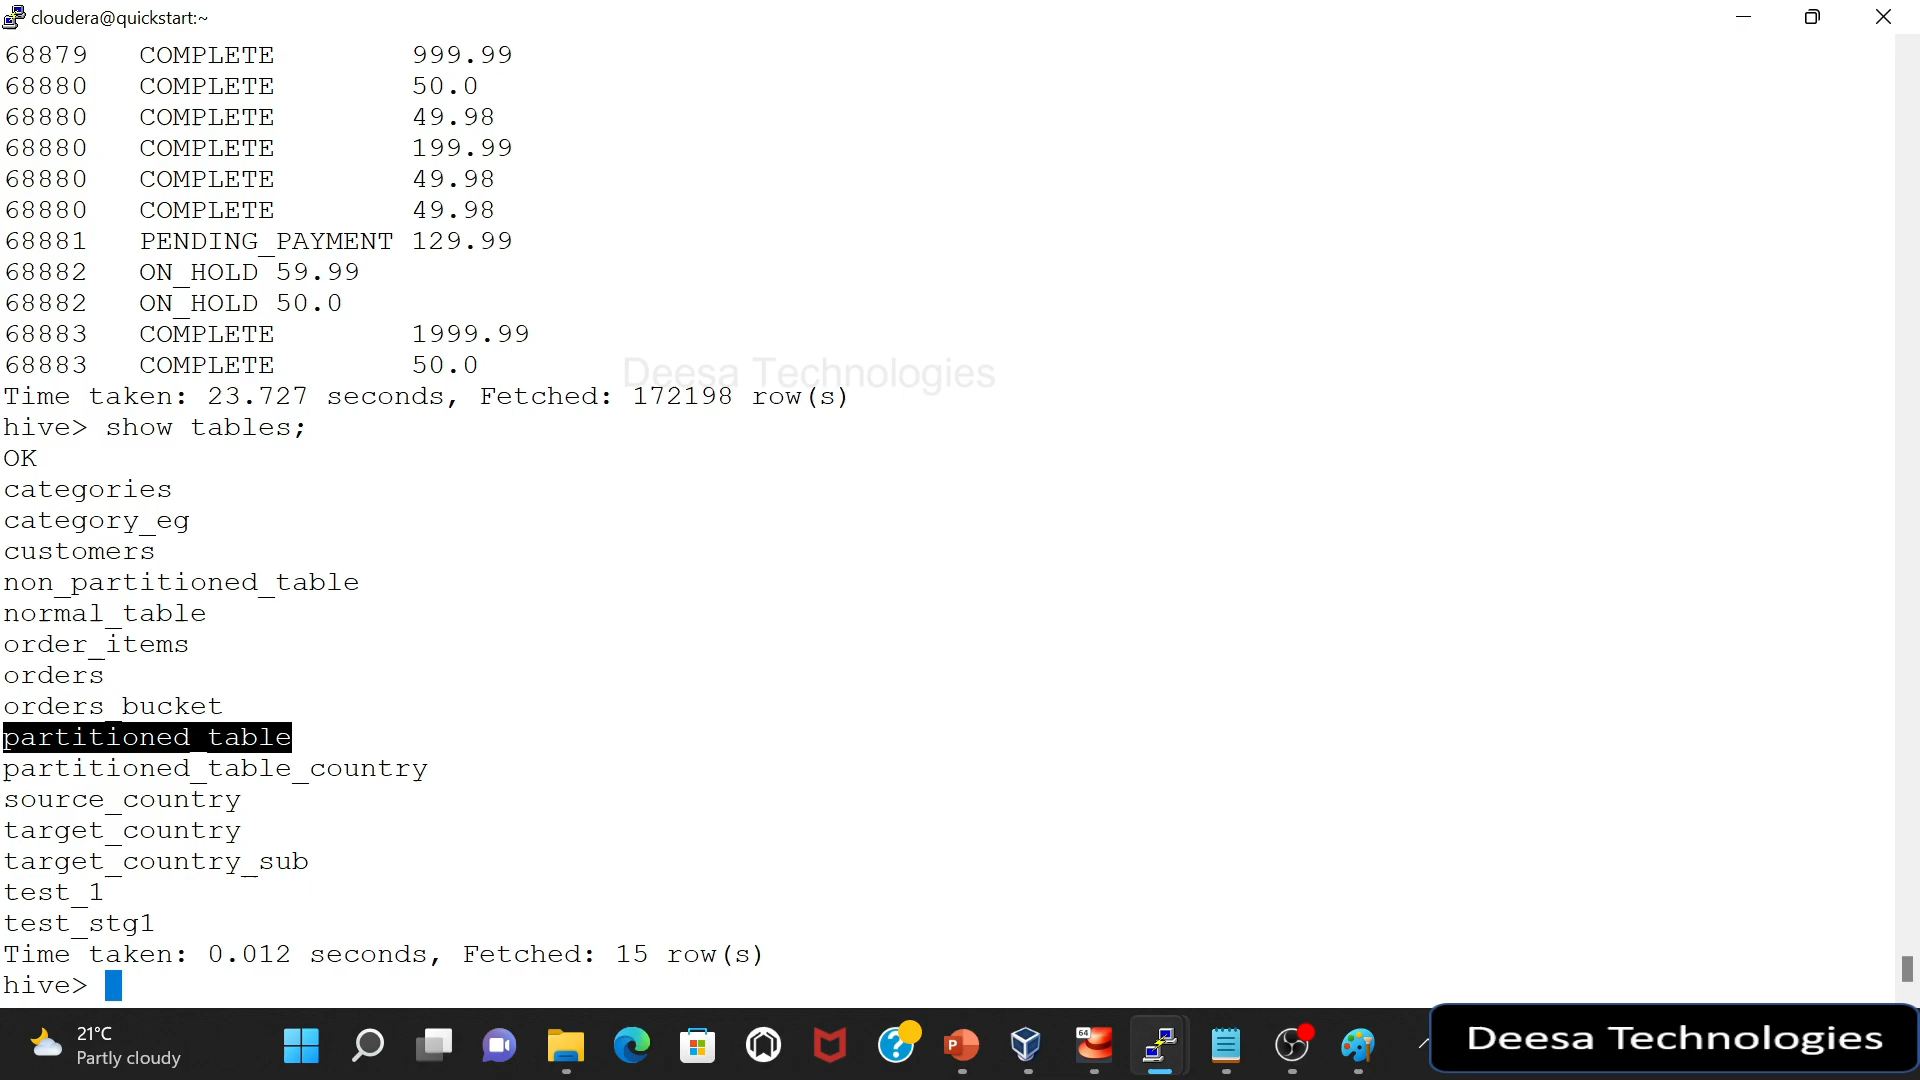 cloudera@quickstart:~
68879 COMPLETE 999.99
68880 COMPLETE 50.0
68880 COMPLETE 49.98
68880 COMPLETE 199.99
68880 COMPLETE 49.98
68880 COMPLETE 49.98
68881 PENDING_PAYMENT 129.99
68882 ON_HOLD 59.99
68882 ON_HOLD 50.0
68883 COMPLETE 1999.99
68883 COMPLETE 50.0
Deesa Technologies
Time taken: 23.727 seconds, Fetched: 172198 row(s)
hive> show tables;
OK
categories
category_eg
customers
non_partitioned_table
normal_table
order_items
orders
orders_bucket
partitioned_table
partitioned_table_country
source_country
target_country
target_country_sub
test_1
test_stg1
Time taken: 0.012 seconds, Fetched: 15 row(s)
hive>
21°C
Partly cloudy
P
64
Deesa Technologies